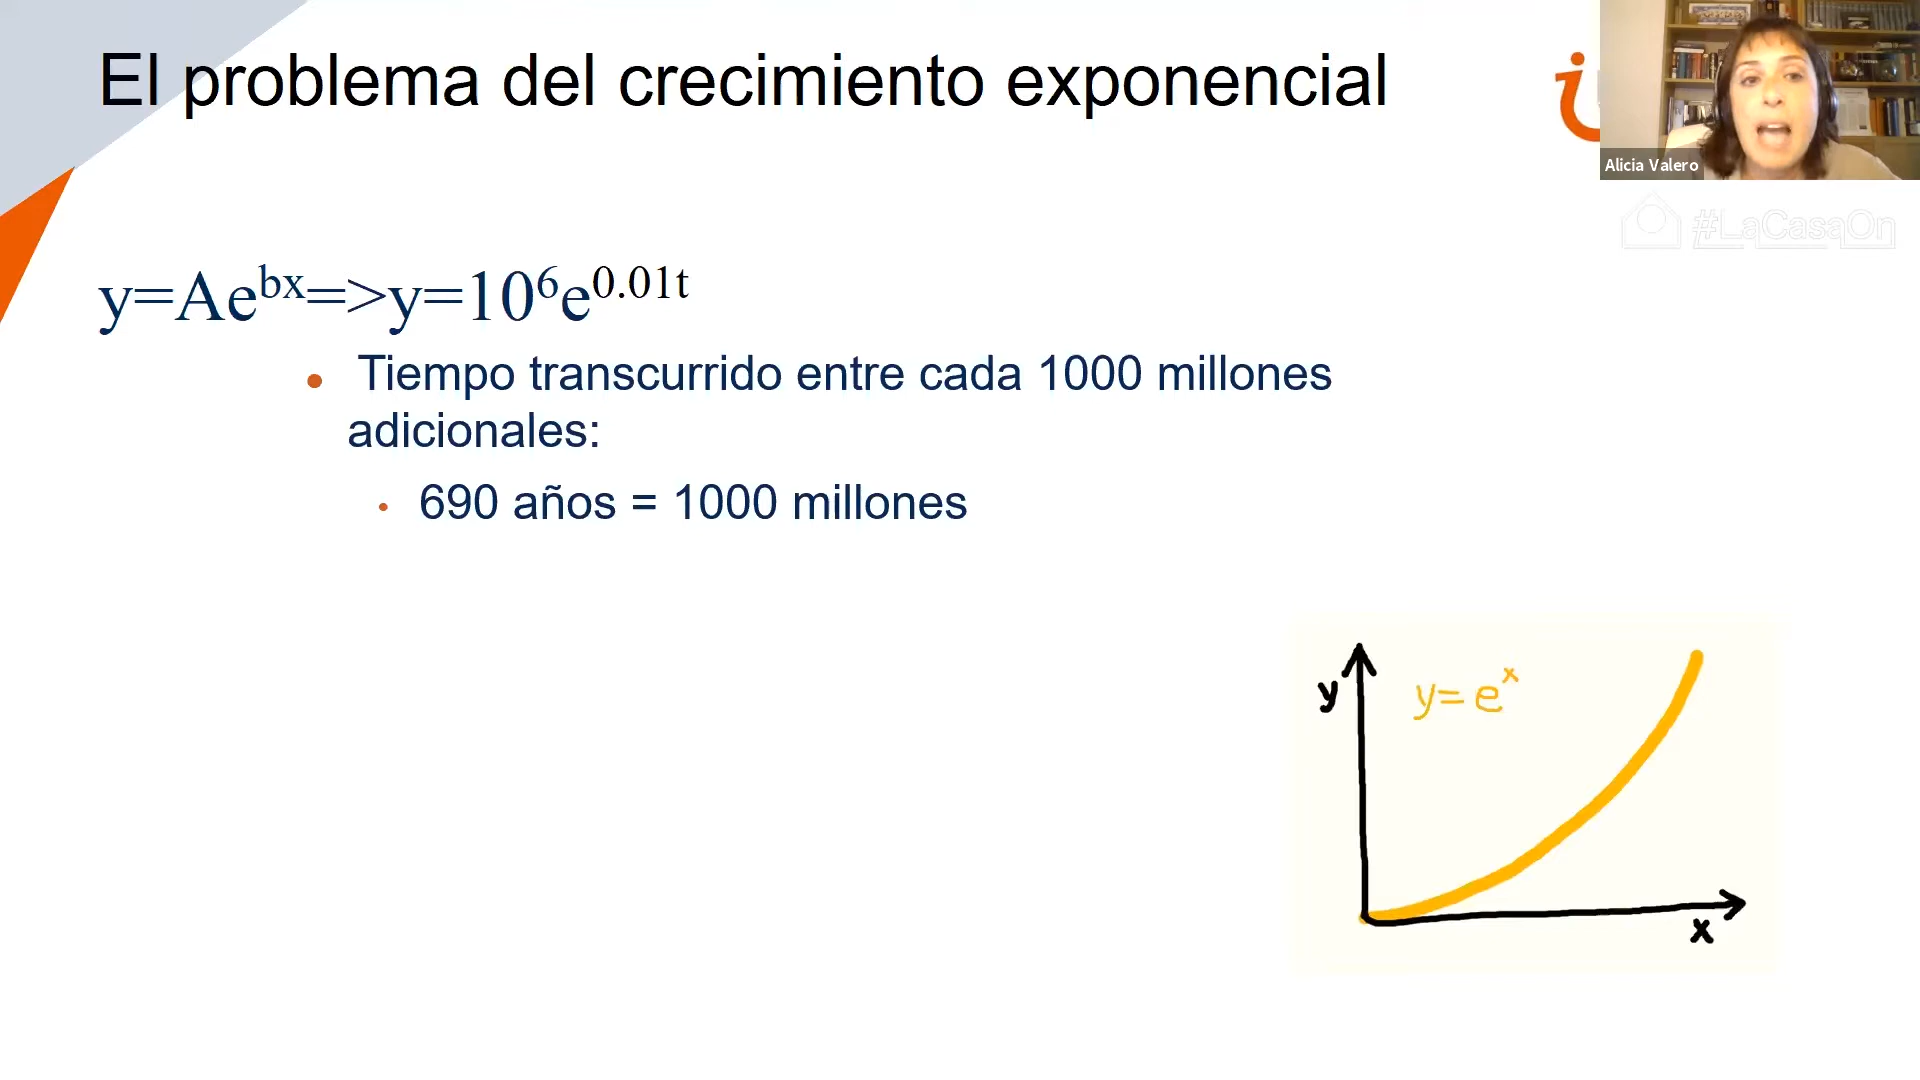 El problema del crecimiento exponencial
Alicia Valero
#LaCasaOn
y=Ae^bx=>y=10^6e^0.01t
• Tiempo transcurrido entre cada 1000 millones
adicionales:
• 690 años = 1000 millones
y
y=e^x
x